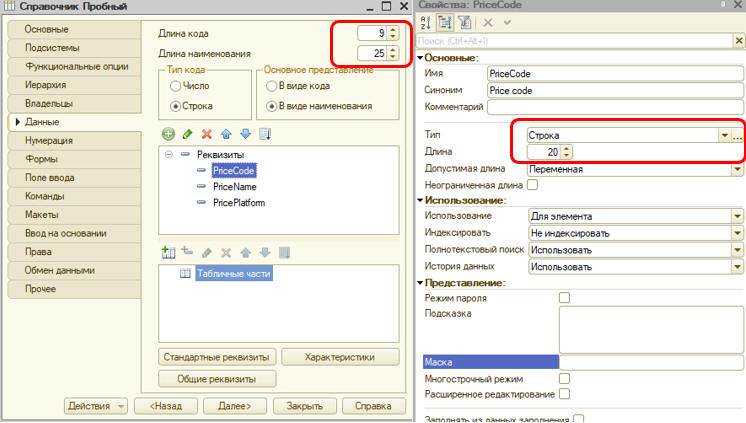 Справочник Пробный
Основные
Подсистемы
Функциональные опции
Иерархия
Владельцы
Данные
Нумерация
Формы
Поле ввода
Команды
Макеты
Ввод на основании
Права
Обмен данными
Прочее
Длина кода 9
Длина наименования 25
Тип кода
Число
Строка
Основное представление
В виде кода
В виде наименования
Реквизиты
PriceCode
PriceName
PricePlatform
Табличные части
Стандартные реквизиты
Характеристики
Общие реквизиты
Действия
<Назад
Далее>
Закрыть
Справка
Свойства: PriceCode
Поиск (Ctrl+Alt+I)
Основные:
Имя PriceCode
Синоним Price code
Комментарий
Тип Строка
Длина 20
Допустимая длина Переменная
Неограниченная длина
Использование:
Использование Для элемента
Индексировать Не индексировать
Полнотекстовый поиск Использовать
История данных Использовать
Представление:
Режим пароля
Подсказка
Маска
Многострочный режим
Расширенное редактирование
Заполнять из данных заполнения